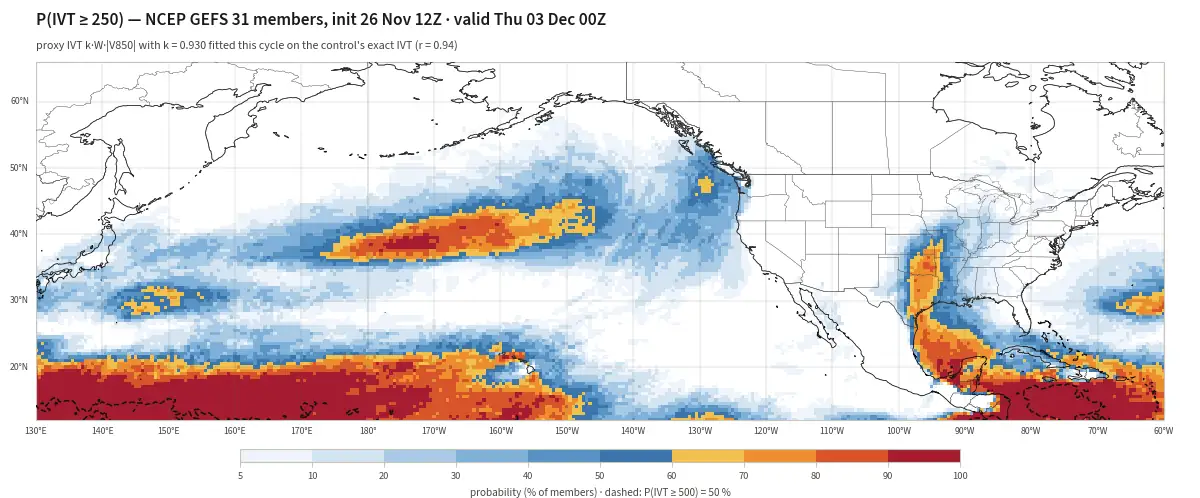 P(IVT ≥ 250) — NCEP GEFS 31 members, init 26 Nov 12Z · valid Thu 03 Dec 00Z
proxy IVT k·W·|V850| with k = 0.930 fitted this cycle on the control's exact IVT (r = 0.94)
60°N
50°N
40°N
30°N
20°N
130°E 140°E 150°E 160°E 170°E 180° 170°W 160°W 150°W 140°W 130°W 120°W 110°W 100°W 90°W 80°W 70°W 60°W
5 10 20 30 40 50 60 70 80 90 100
probability (% of members) · dashed: P(IVT ≥ 500) = 50 %